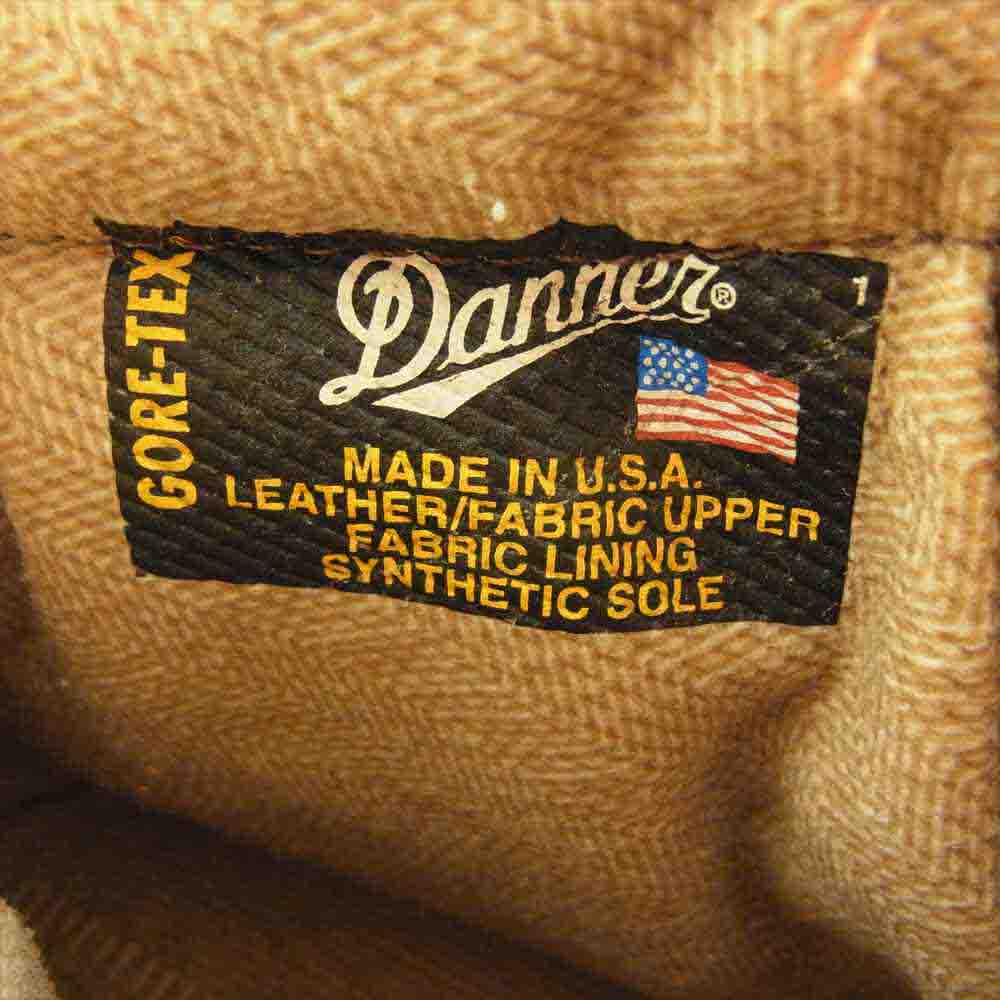 GORE-TEX
Danner®
1
MADE IN U.S.A.
LEATHER/FABRIC UPPER
FABRIC LINING
SYNTHETIC SOLE